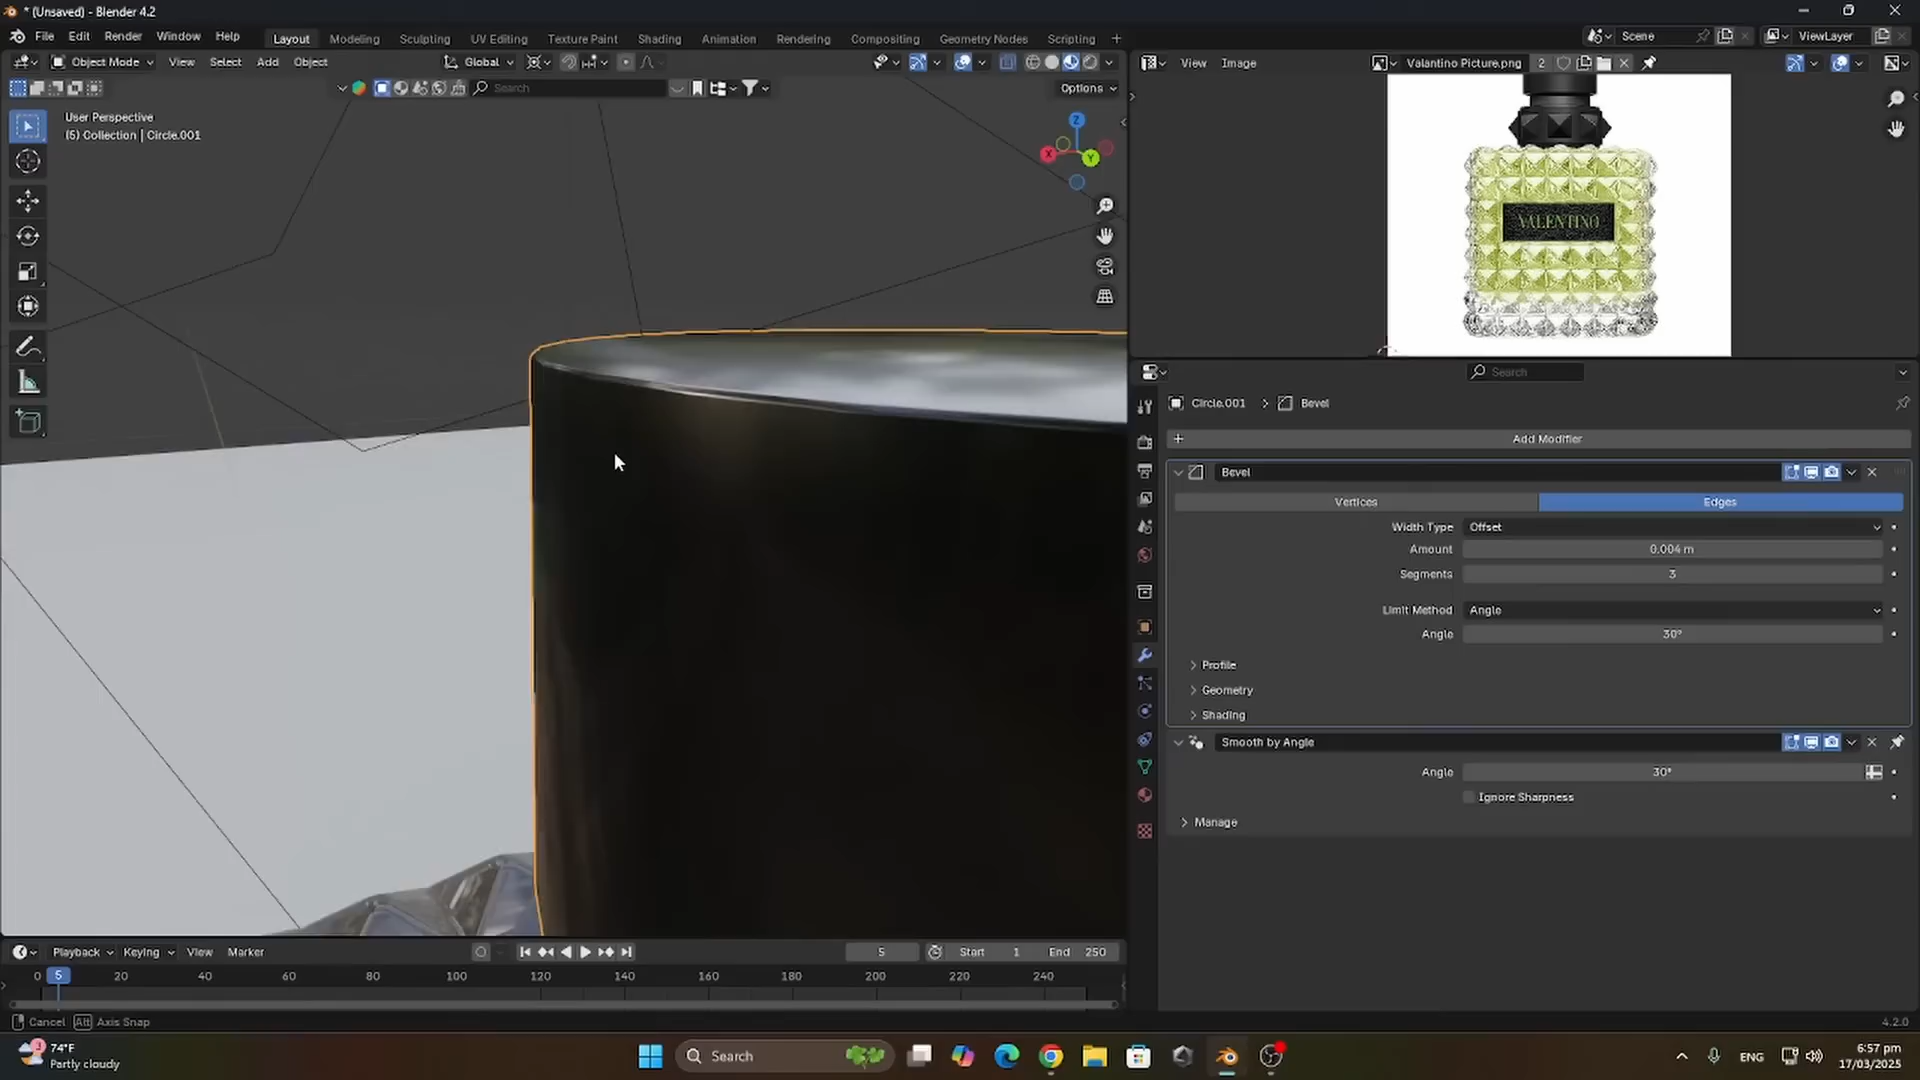 * (Unsaved) - Blender 4.2
File Edit Render Window Help
Layout Modeling Sculpting UV Editing Texture Paint Shading Animation Rendering Compositing Geometry Nodes Scripting
Scene ViewLayer
Object Mode View Select Add Object Global
View Image Valantino Picture.png 2
Search Options
User Perspective
(5) Collection | Circle.001
Z
X Y
VALENTINO
Search
Circle.001 > Bevel
+ Add Modifier
Bevel
Vertices Edges
Width Type Offset
Amount 0.004 m
Segments 3
Limit Method Angle
Angle 30°
Profile
Geometry
Shading
Smooth by Angle
Angle 30°
Ignore Sharpness
Manage
Playback Keying View Marker 5 Start 1 End 250
0 5 20 40 60 80 100 120 140 160 180 200 220 240
Cancel Alt Axis Snap 4.2.0
3 74°F
Partly cloudy
Search
ENG
6:57 pm
17/03/2025